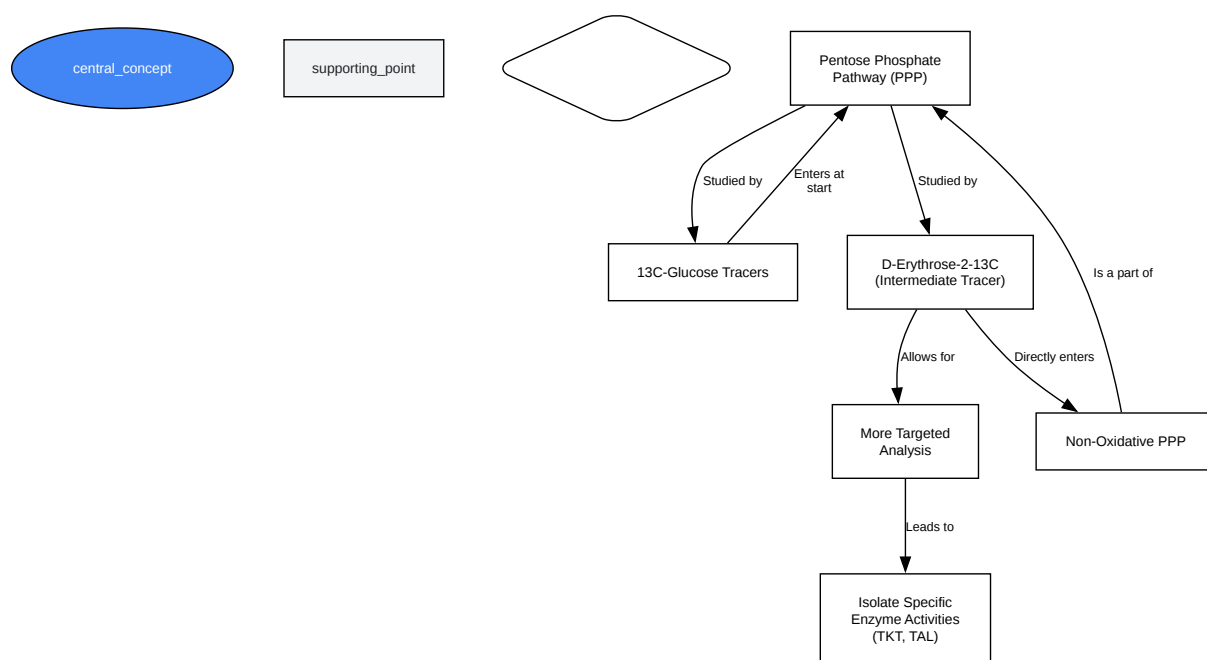 central_concept
supporting_point
Pentose Phosphate
Pathway (PPP)
Studied by
Enters at
start
Studied by
13C-Glucose Tracers
D-Erythrose-2-13C
(Intermediate Tracer)
Is a part of
Allows for
Directly enters
More Targeted
Analysis
Non-Oxidative PPP
Leads to
Isolate Specific
Enzyme Activities
(TKT, TAL)